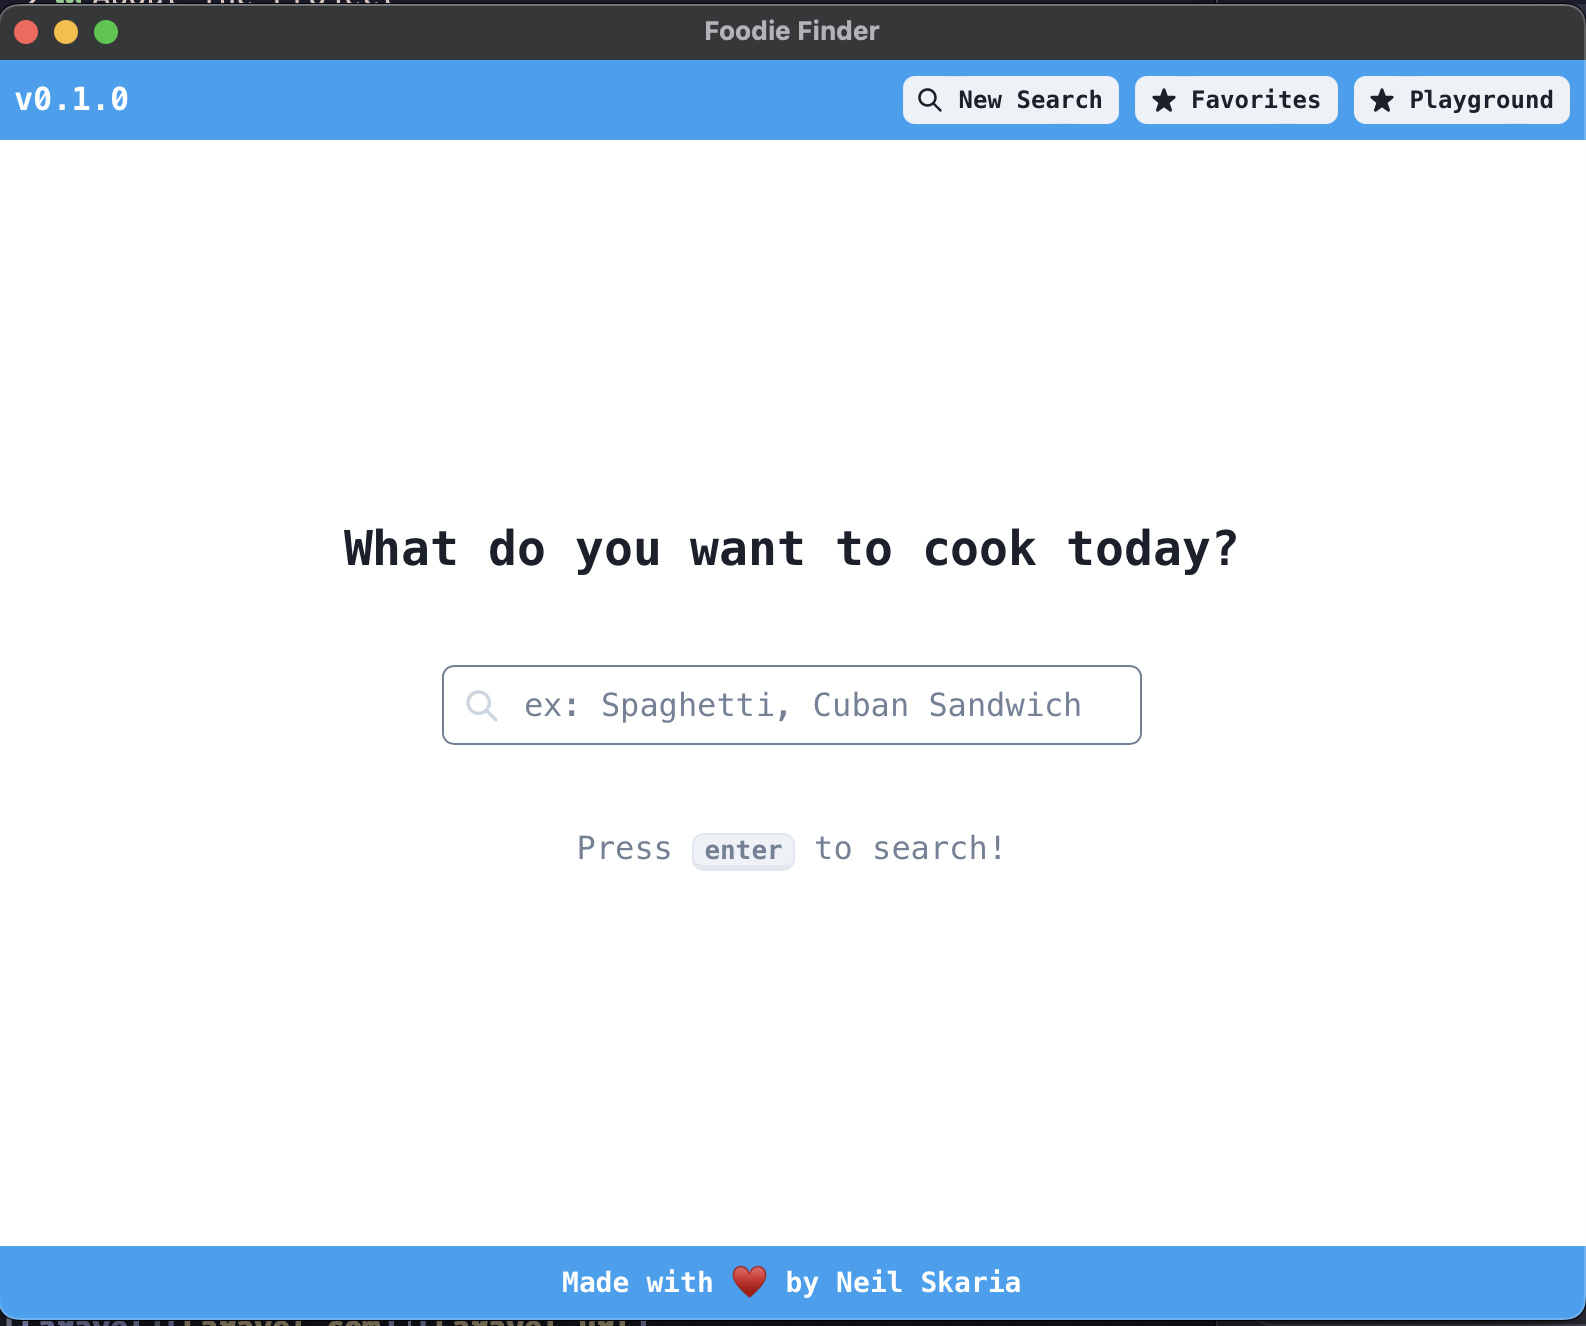 Foodie Finder
v0.1.0
New Search
Favorites
Playground
What do you want to cook today?
ex: Spaghetti, Cuban Sandwich
Press enter to search!
Made with ♥️ by Neil Skaria